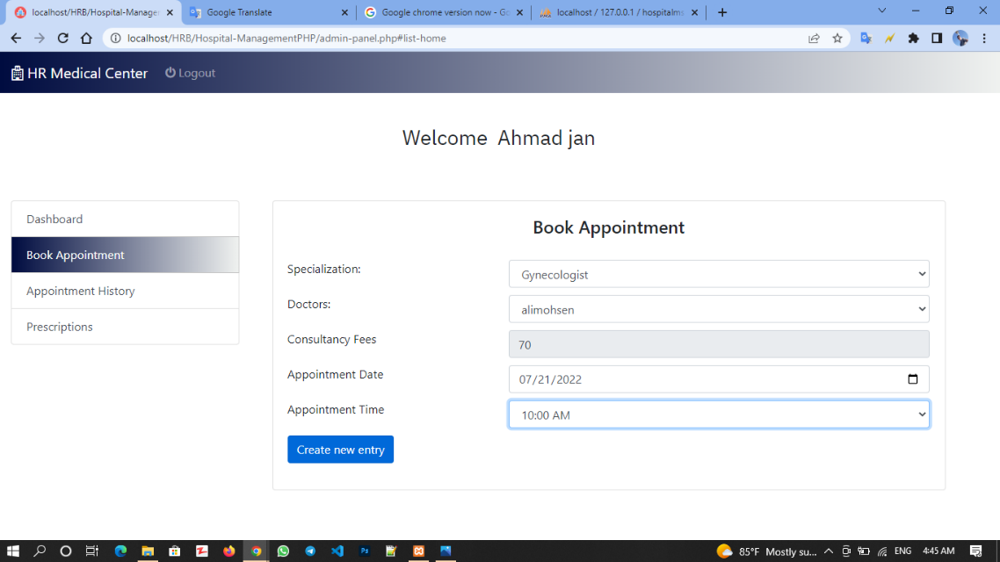 localhost/HRB/Hospital-Manage
Google Translate
Google chrome version now - Go
localhost / 127.0.0.1 / hospitalms
localhost/HRB/Hospital-ManagementPHP/admin-panel.php#list-home
HR Medical Center
Logout
Welcome Ahmad jan
Dashboard
Book Appointment
Appointment History
Prescriptions
Book Appointment
Specialization:
Gynecologist
Doctors:
alimohsen
Consultancy Fees
70
Appointment Date
07/21/2022
Appointment Time
10:00 AM
Create new entry
85°F Mostly su...
ENG
4:45 AM